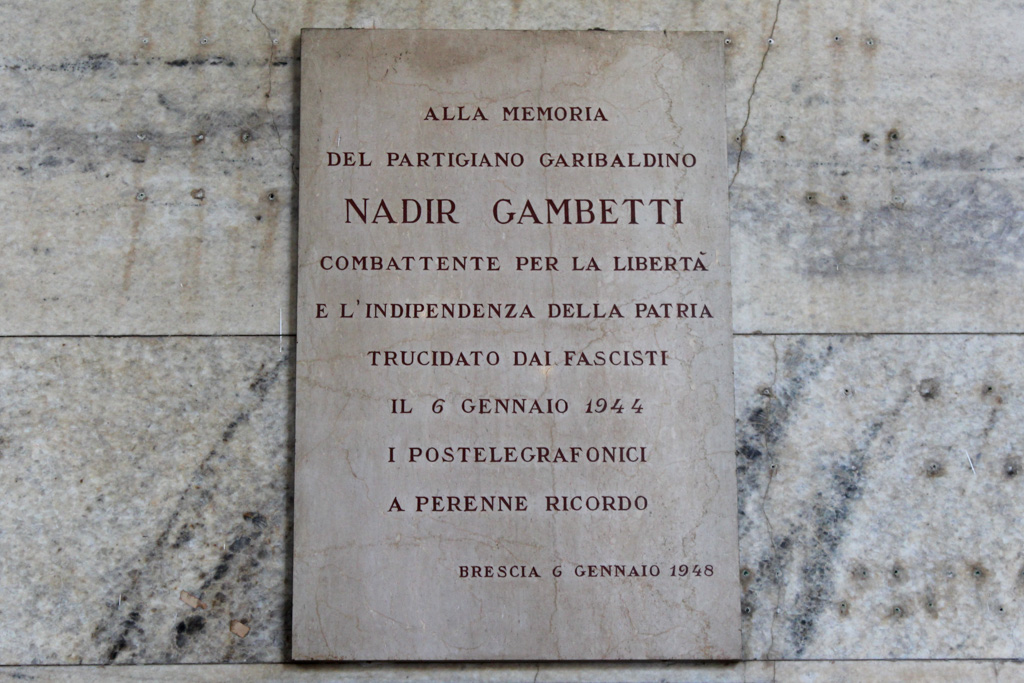 ALLA MEMORIA
DEL PARTIGIANO GARIBALDINO
NADIR GAMBETTI
COMBATTENTE PER LA LIBERTÀ
E L'INDIPENDENZA DELLA PATRIA
TRUCIDATO DAI FASCISTI
IL 6 GENNAIO 1944
I POSTELEGRAFONICI
A PERENNE RICORDO
BRESCIA 6 GENNAIO 1948